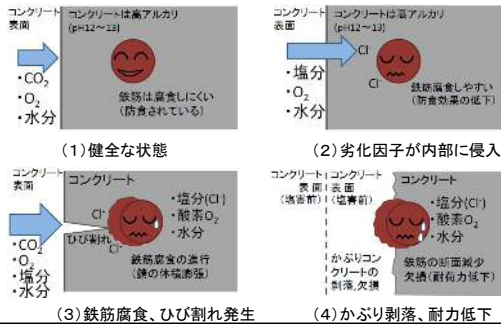 コンクリート
表面
コンクリートは高アルカリ
(pH12～13)
・CO₂
・O₂
・水分
鉄筋は腐食しにくい
(防食されている)
(1)健全な状態
コンクリート
表面
コンクリートは高アルカリ
(pH12～13)
Cl⁻
Cl⁻
・塩分
・O₂
・水分
鉄筋腐食しやすい
(防食効果の低下)
(2)劣化因子が内部に侵入
コンクリート
表面
コンクリート
Cl⁻
ひび割れ
Cl⁻
・塩分(Cl⁻)
・酸素O₂
・水分
・CO₂
・O₂
・塩分
・水分
鉄筋腐食の進行
(錆の体積膨張)
(3)鉄筋腐食、ひび割れ発生
コンクリート
表面
(塩害前)
コンクリート
表面
(塩害後)
コンクリート
・塩分(Cl⁻)
・酸素O₂
・水分
かぶりコン
クリートの
剥落,欠損
鉄筋の断面減少
欠損(耐荷力低下)
(4)かぶり剥落、耐力低下